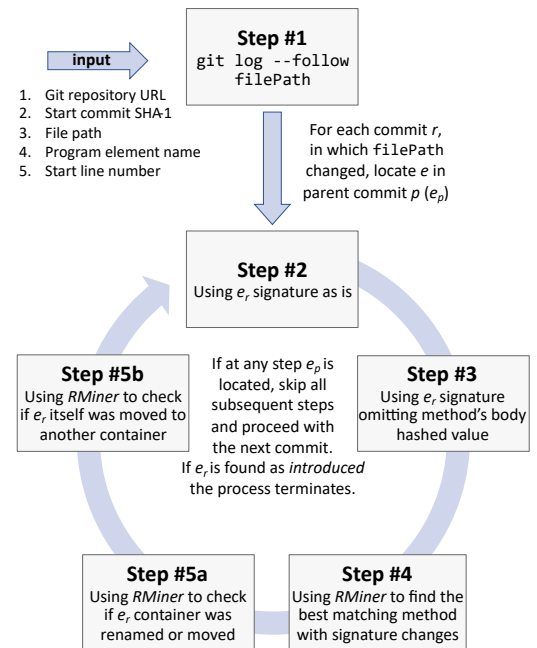 Step #1
git log --follow
filePath
input
1. Git repository URL
2. Start commit SHA-1
3. File path
4. Program element name
5. Start line number
For each commit r,
in which filePath
changed, locate e in
parent commit p (eₚ)
Step #2
Using eᵣ signature as is
Step #3
Using eᵣ signature
omitting method's body
hashed value
Step #4
Using RMiner to find the
best matching method
with signature changes
Step #5a
Using RMiner to check
if eᵣ container was
renamed or moved
Step #5b
Using RMiner to check
if eᵣ itself was moved to
another container
If at any step eₚ is
located, skip all
subsequent steps
and proceed with
the next commit.
If eᵣ is found as introduced
the process terminates.